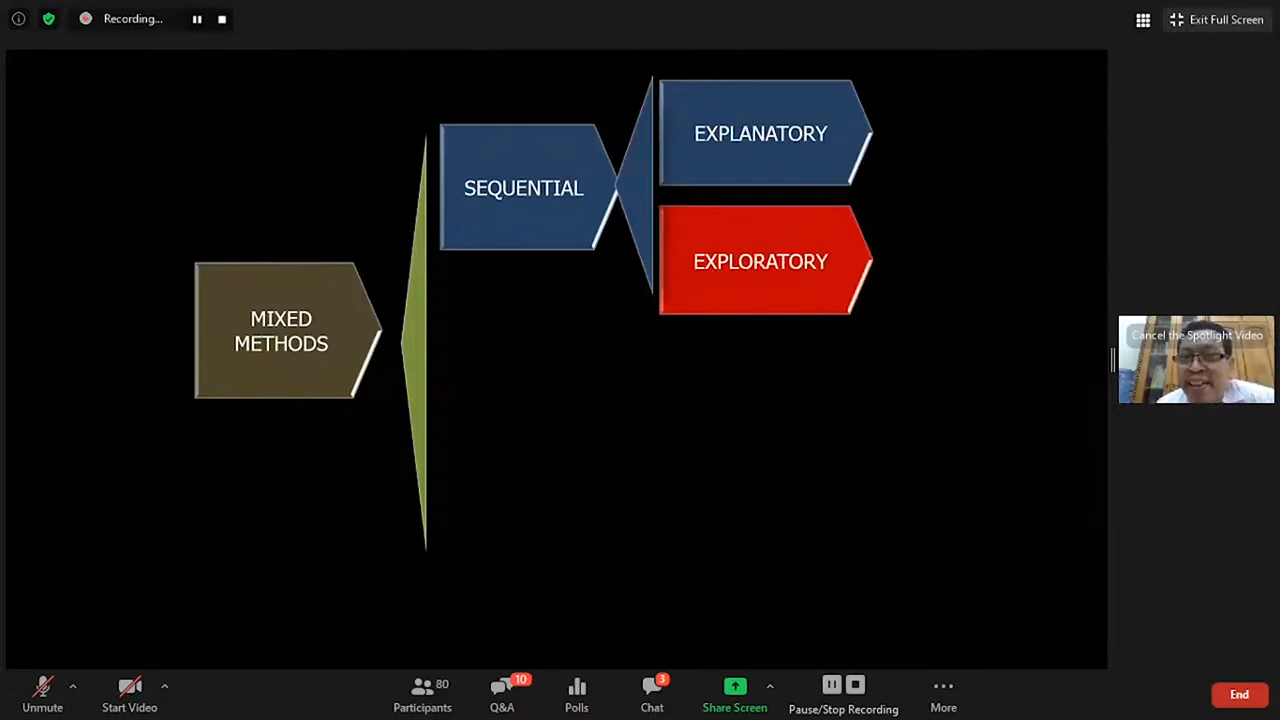 Recording...
Exit Full Screen
EXPLANATORY
SEQUENTIAL
EXPLORATORY
MIXED
METHODS
Cancel the Spotlight Video
80
10
3
Unmute
Start Video
Participants
Q&A
Polls
Chat
Share Screen
Pause/Stop Recording
More
End